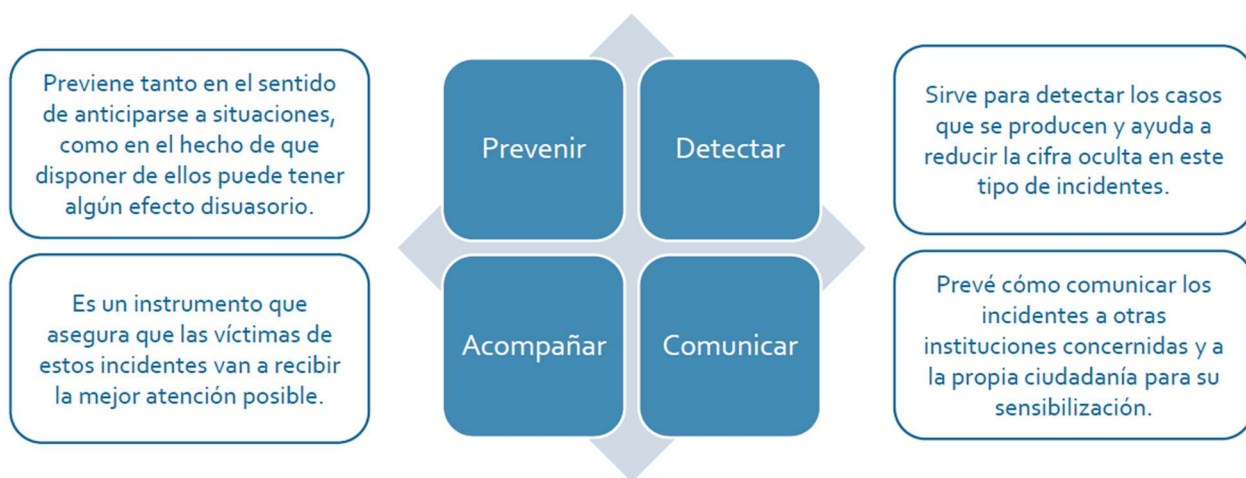 Previene tanto en el sentido
de anticiparse a situaciones,
como en el hecho de que
disponer de ellos puede tener
algún efecto disuasorio.
Prevenir
Detectar
Sirve para detectar los casos
que se producen y ayuda a
reducir la cifra oculta en este
tipo de incidentes.
Es un instrumento que
asegura que las víctimas de
estos incidentes van a recibir
la mejor atención posible.
Acompañar
Comunicar
Prevé cómo comunicar los
incidentes a otras
instituciones concernidas y a
la propia ciudadanía para su
sensibilización.